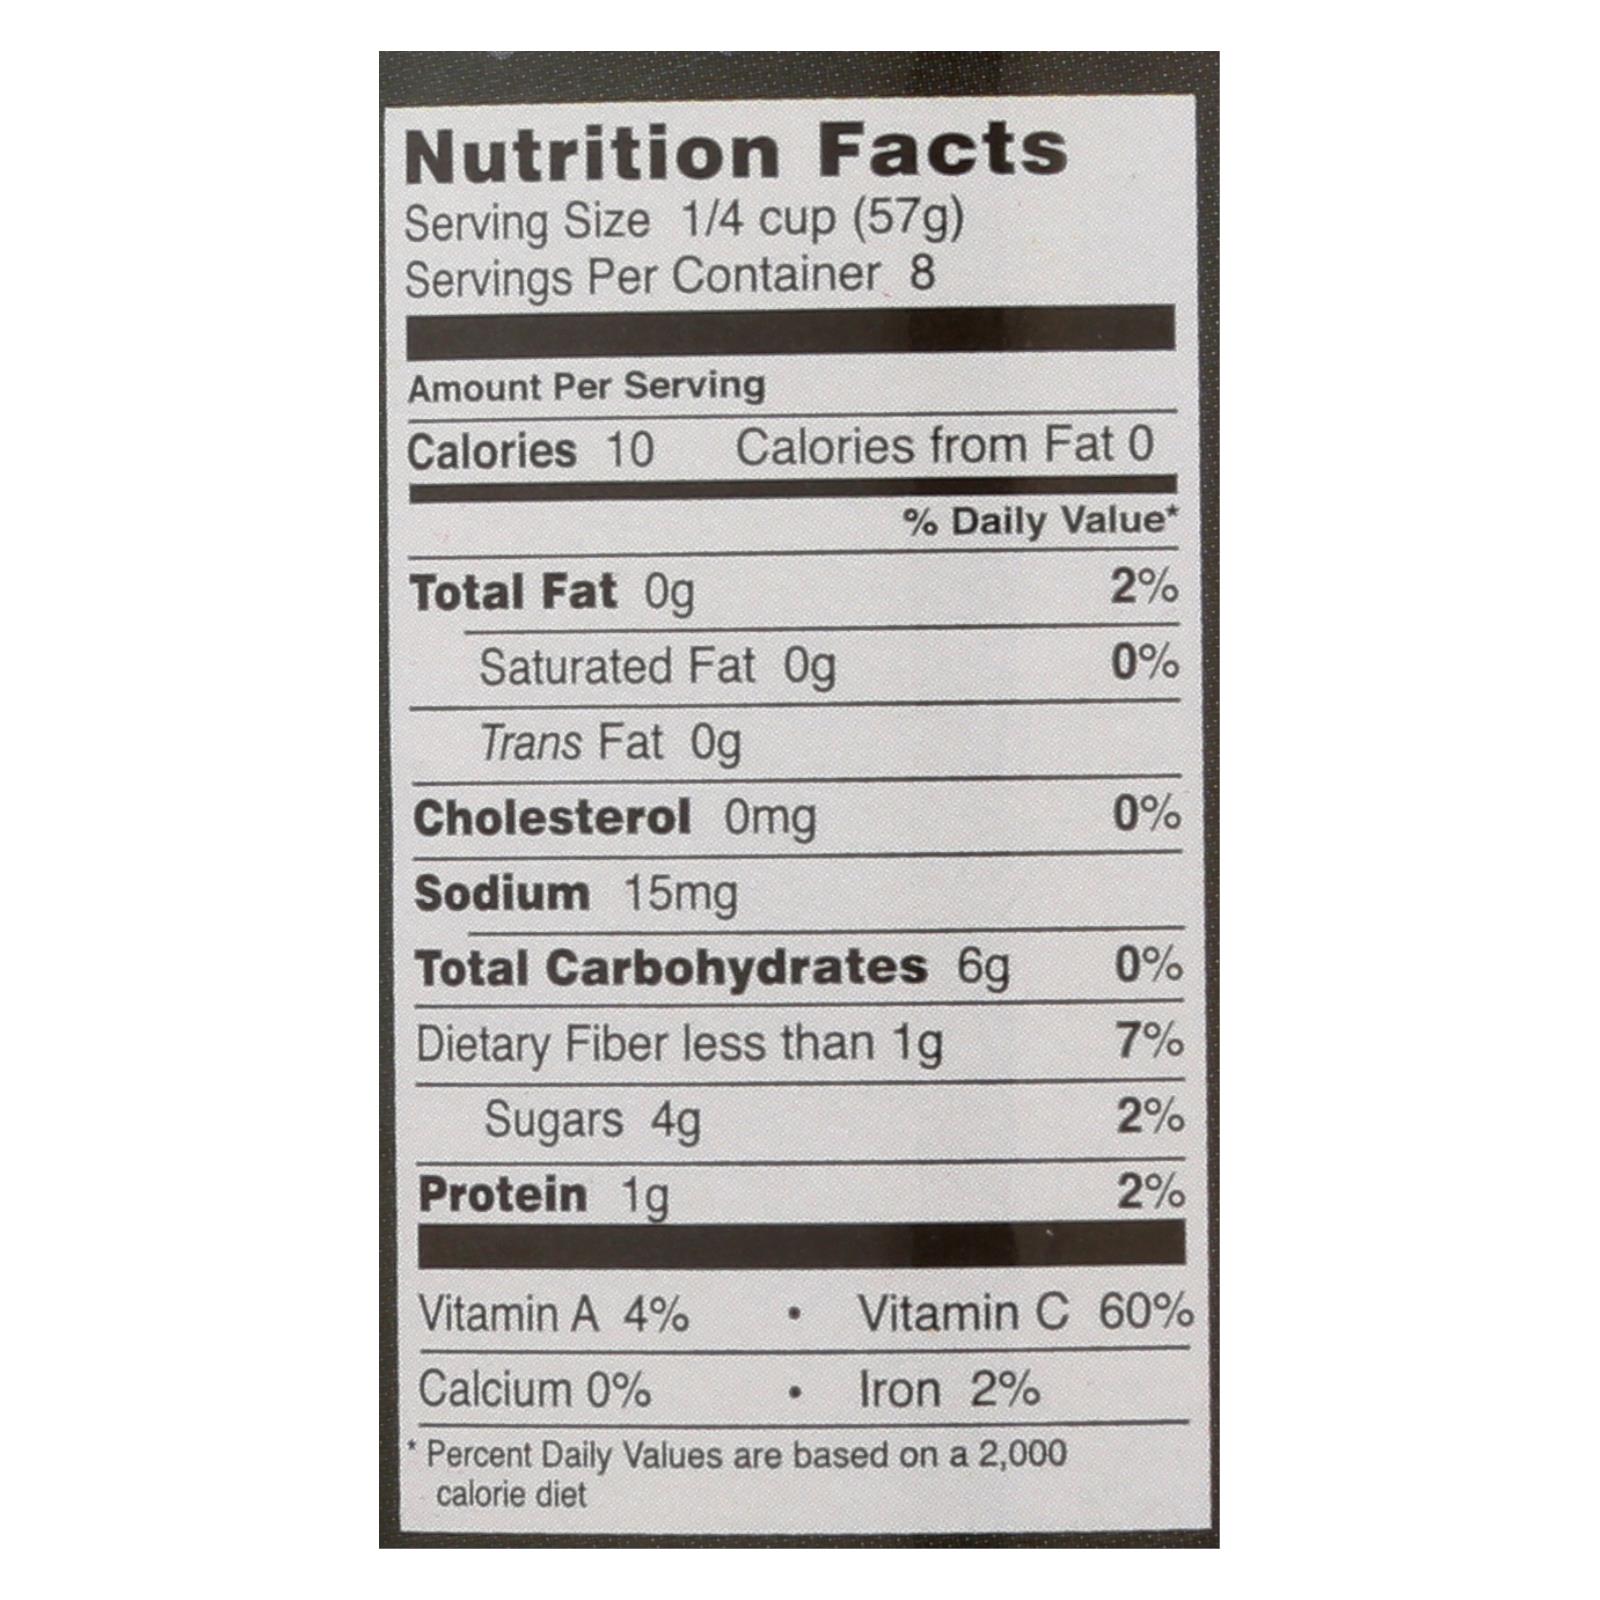 Nutrition Facts
Serving Size 1/4 cup (57g)
Servings Per Container 8
Amount Per Serving
Calories 10 Calories from Fat 0
% Daily Value*
Total Fat 0g 2%
Saturated Fat 0g 0%
Trans Fat 0g
Cholesterol 0mg 0%
Sodium 15mg
Total Carbohydrates 6g 0%
Dietary Fiber less than 1g 7%
Sugars 4g 2%
Protein 1g 2%
Vitamin A 4% • Vitamin C 60%
Calcium 0% • Iron 2%
* Percent Daily Values are based on a 2,000
calorie diet